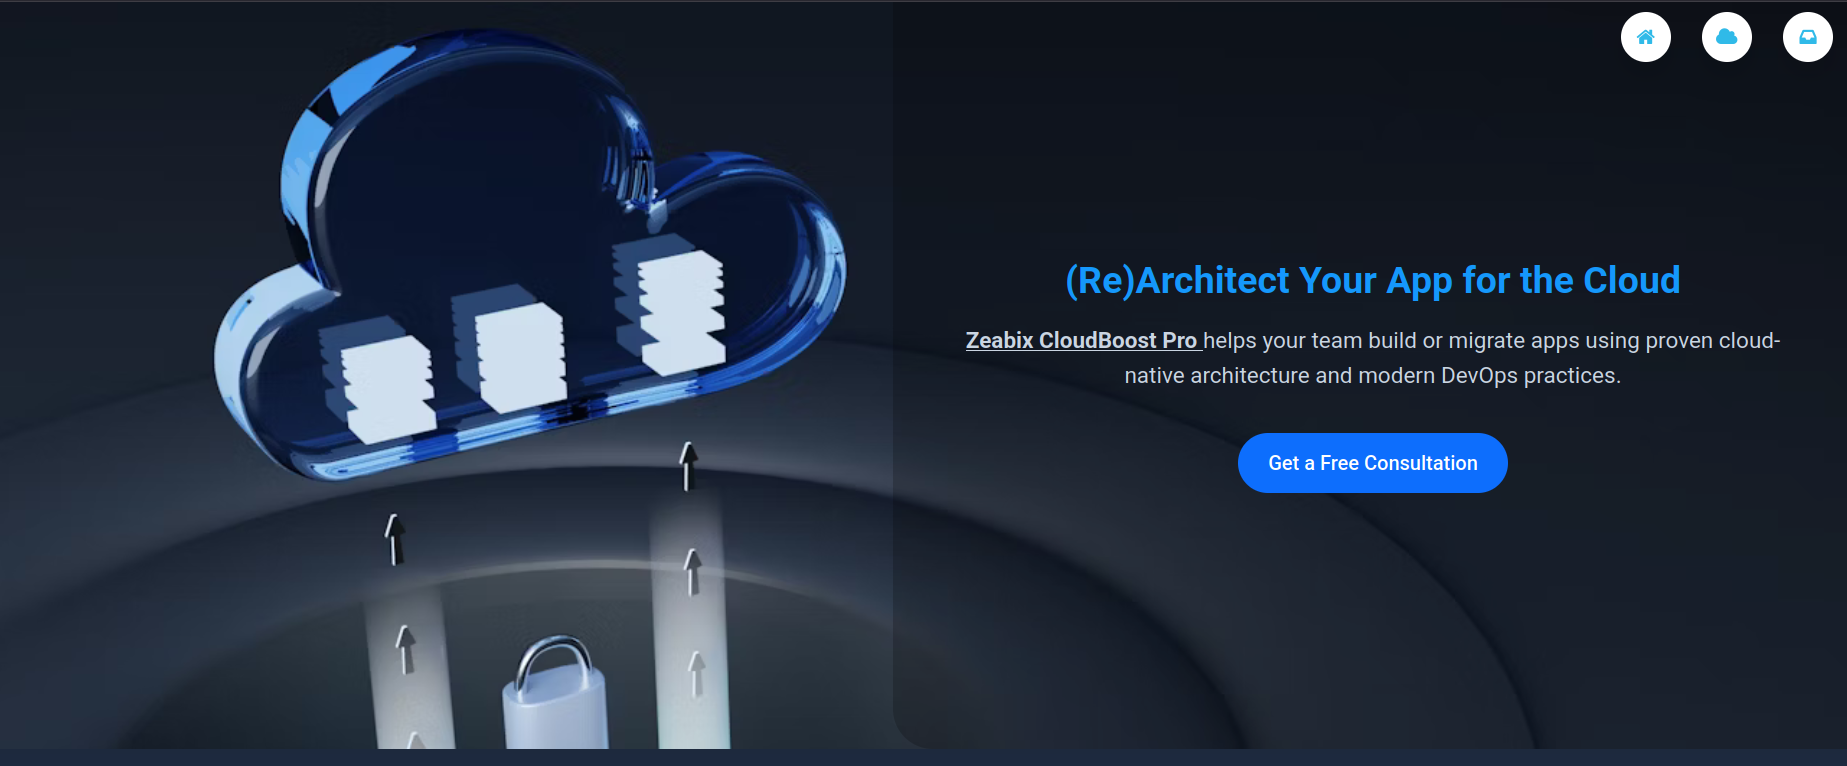 (Re)Architect Your App for the Cloud
Zeabix CloudBoost Pro helps your team build or migrate apps using proven cloud-
native architecture and modern DevOps practices.
Get a Free Consultation